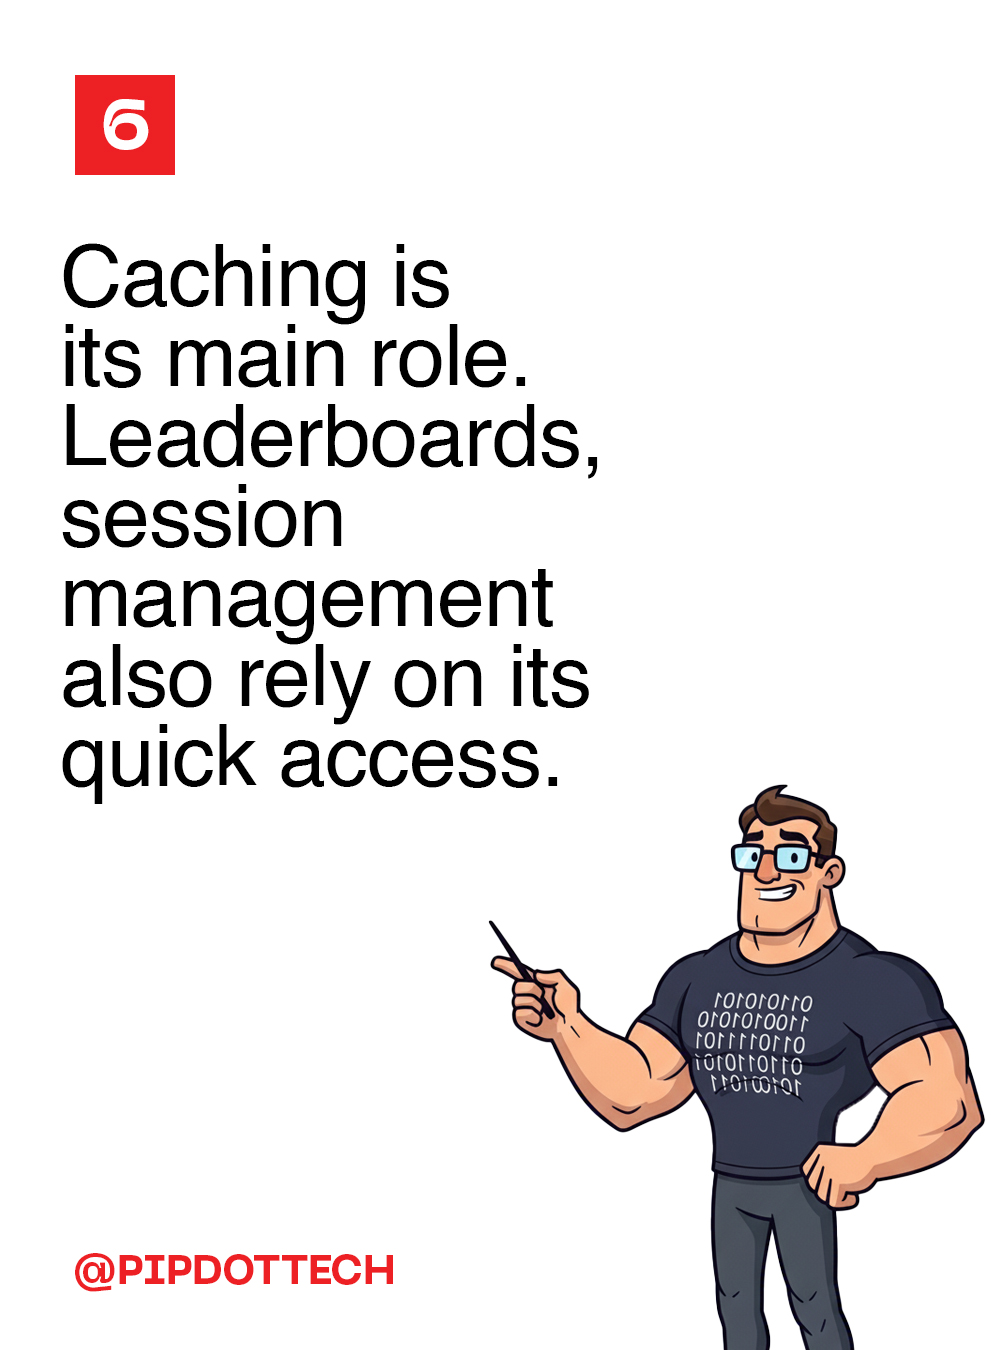 6
Caching is
its main role.
Leaderboards,
session
management
also rely on its
quick access.
@PIPDOTTECH